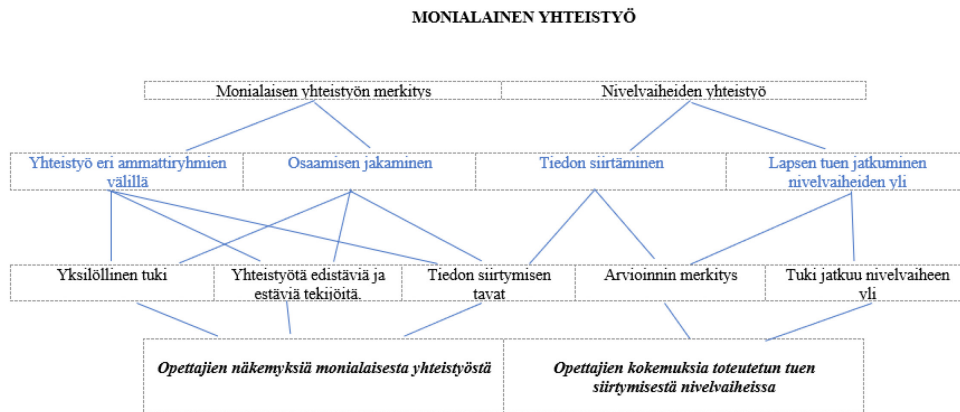 MONIALAINEN YHTEISTYÖ
Monialaisen yhteistyön merkitys
Nivelvaiheiden yhteistyö
Yhteistyö eri ammattiryhmien
välillä
Osaamisen jakaminen
Tiedon siirtäminen
Lapsen tuen jatkuminen
nivelvaiheiden yli
Yksilöllinen tuki
Yhteistyötä edistäviä ja
estäviä tekijöitä.
Tiedon siirtymisen
tavat
Arvioinnin merkitys
Tuki jatkuu nivelvaiheen
yli
Opettajien näkemyksiä monialaisesta yhteistyöstä
Opettajien kokemuksia toteutetun tuen
siirtymisestä nivelvaiheissa